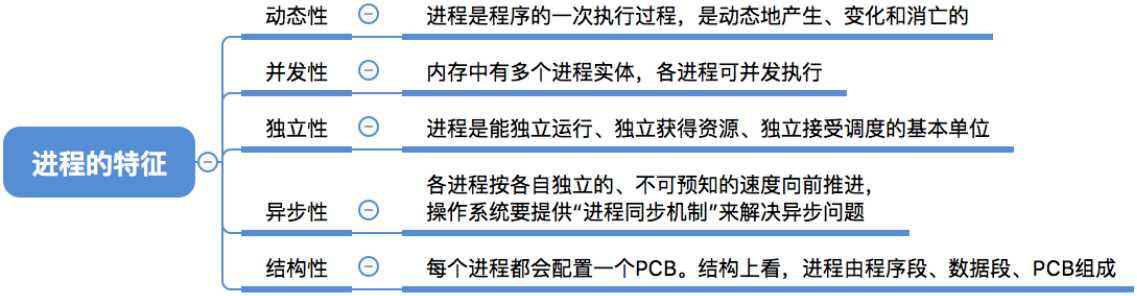 进程的特征
动态性
进程是程序的一次执行过程，是动态地产生、变化和消亡的
并发性
内存中有多个进程实体，各进程可并发执行
独立性
进程是能独立运行、独立获得资源、独立接受调度的基本单位
异步性
各进程按各自独立的、不可预知的速度向前推进，
操作系统要提供“进程同步机制”来解决异步问题
结构性
每个进程都会配置一个PCB。结构上看，进程由程序段、数据段、PCB组成